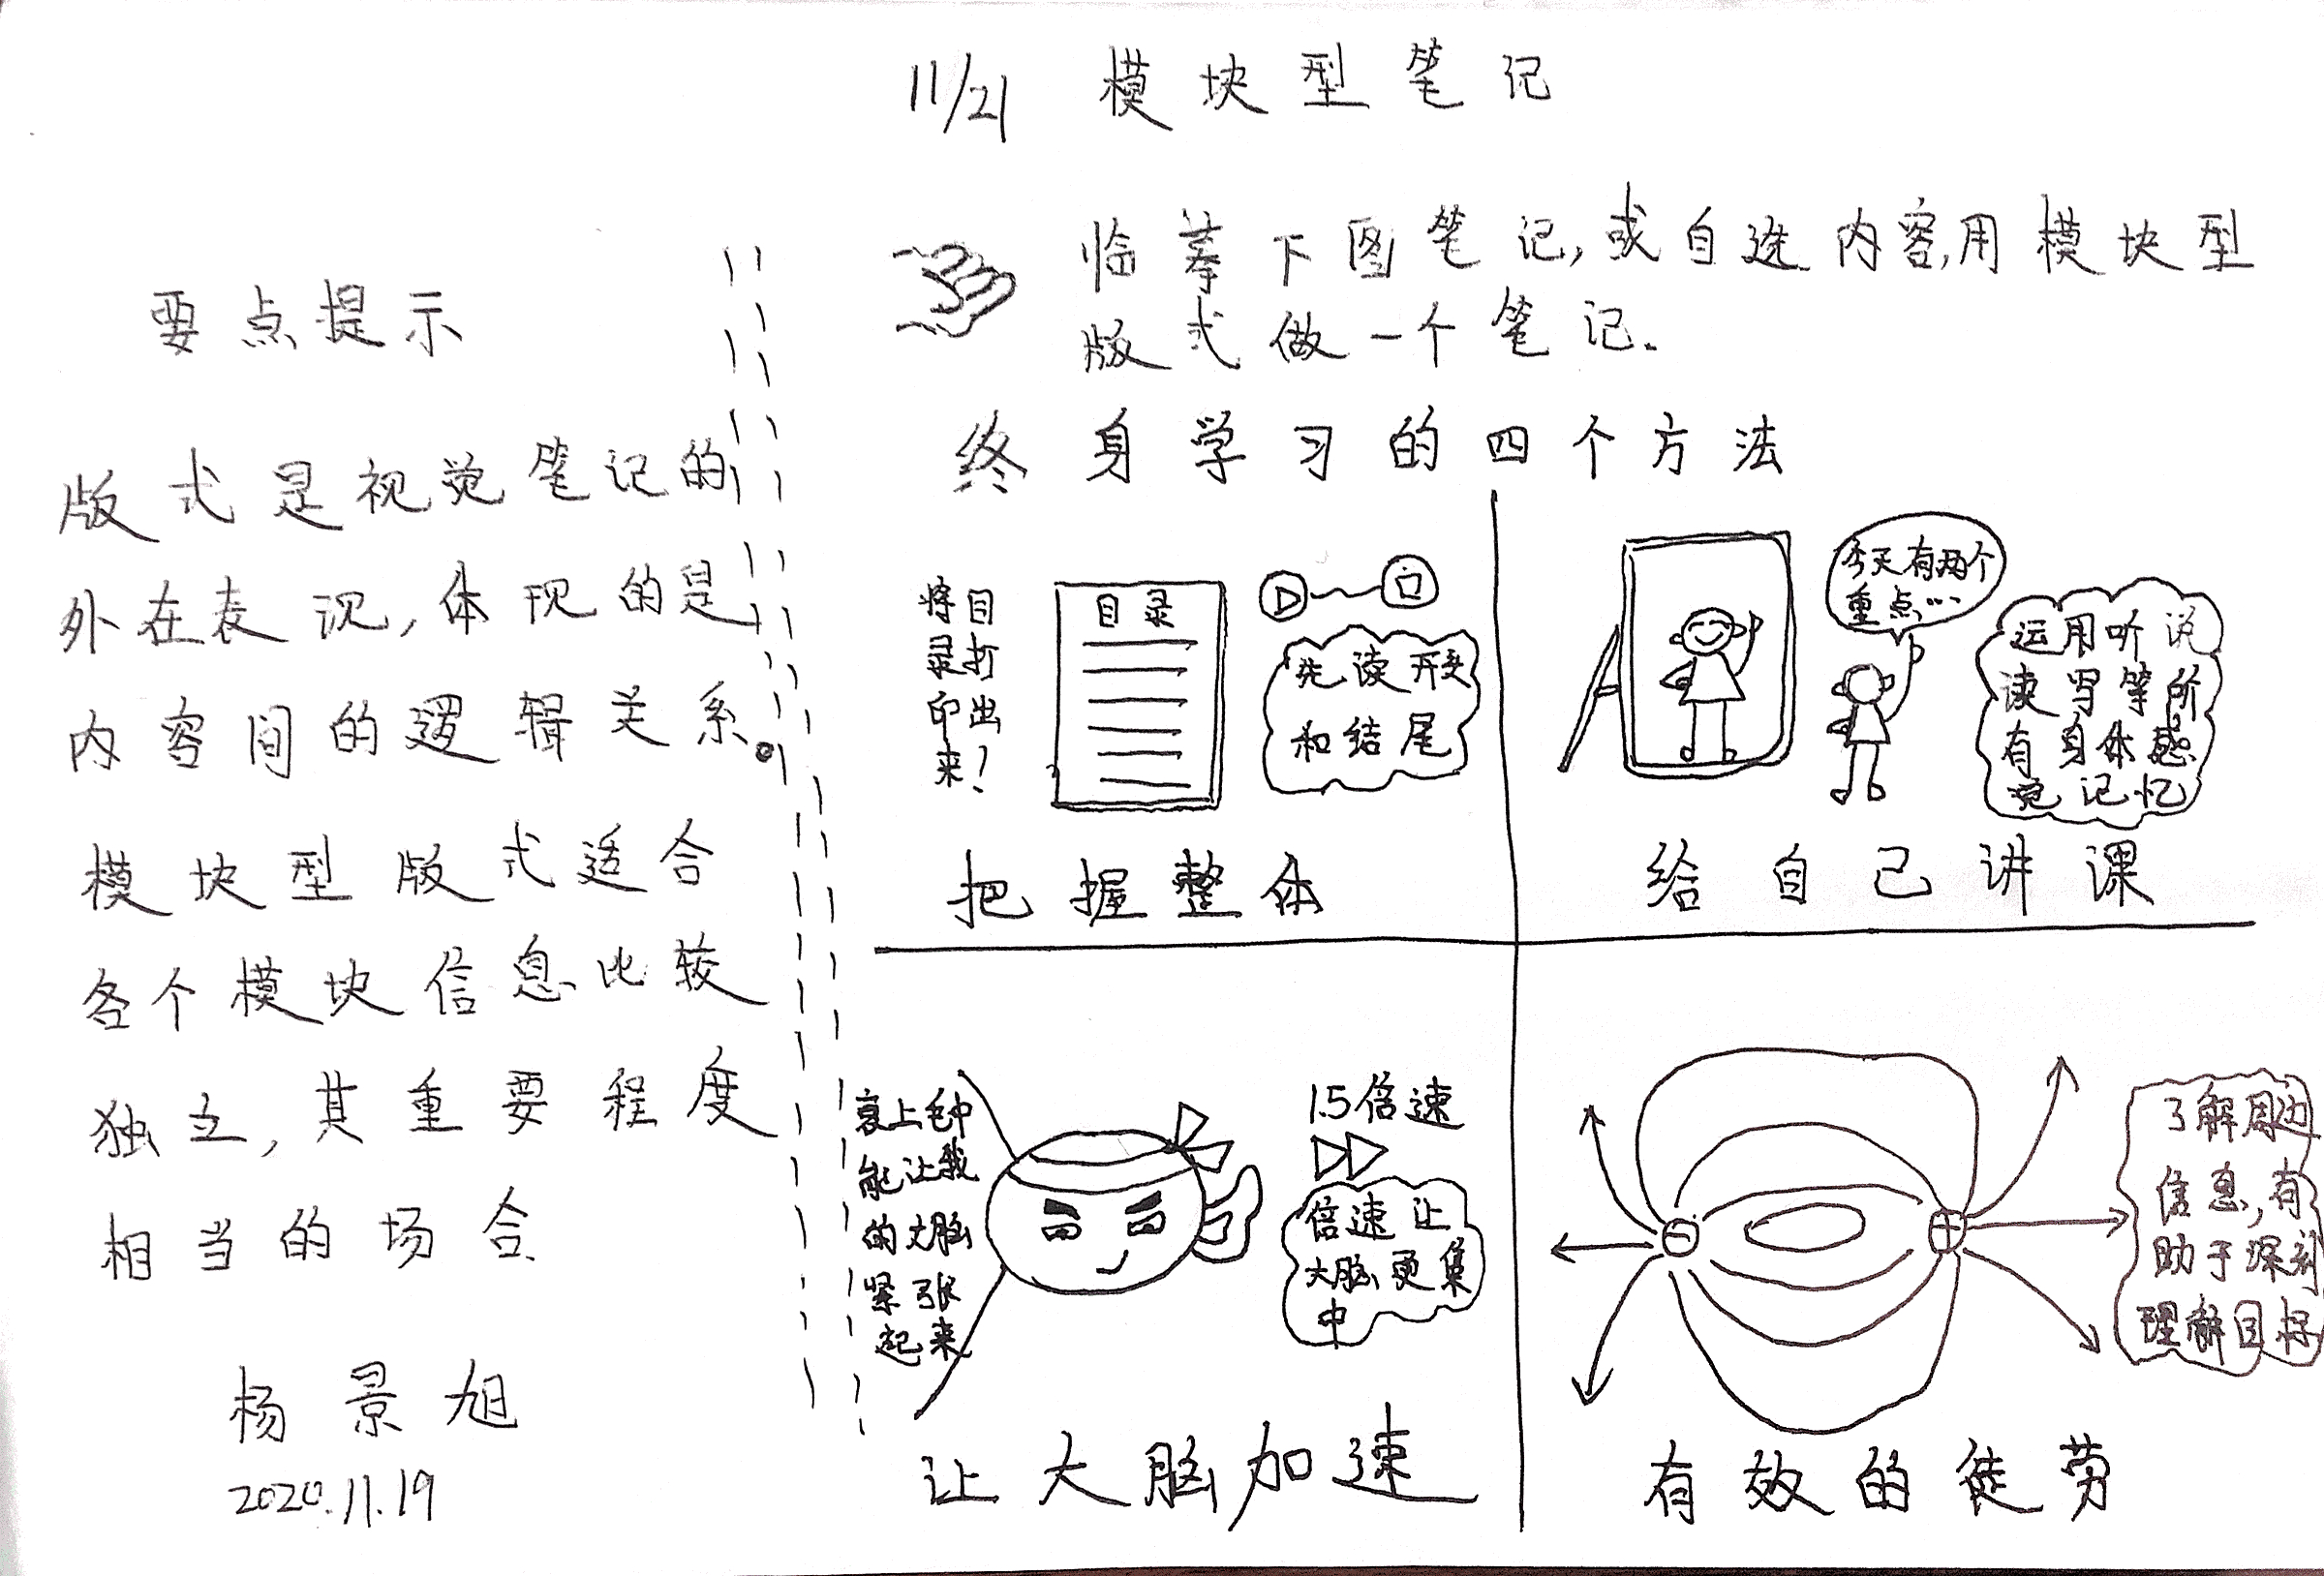 11/21 模块型笔记
临摹下图笔记,或自选内容,用模块型
版式做一个笔记.
要点提示
版式是视觉笔记的
外在表现,体现的是
内容间的逻辑关系。
模块型版式适合
各个模块信息比较
独立,其重要程度
相当的场合
杨景旭
2020.11.19
终身学习的四个方法
将目
录打
印出
来!
目录
先读开头
和结尾
把握整体
今天有两个
重点…
运用听说
读写等所
有身体感
觉记忆
给自己讲课
裹上毛巾
能让我
的大脑
紧张
起来
1.5倍速
倍速让
大脑更集
中
让大脑加速
了解周边
信息,有
助于深刻
理解目标
有效的徒劳